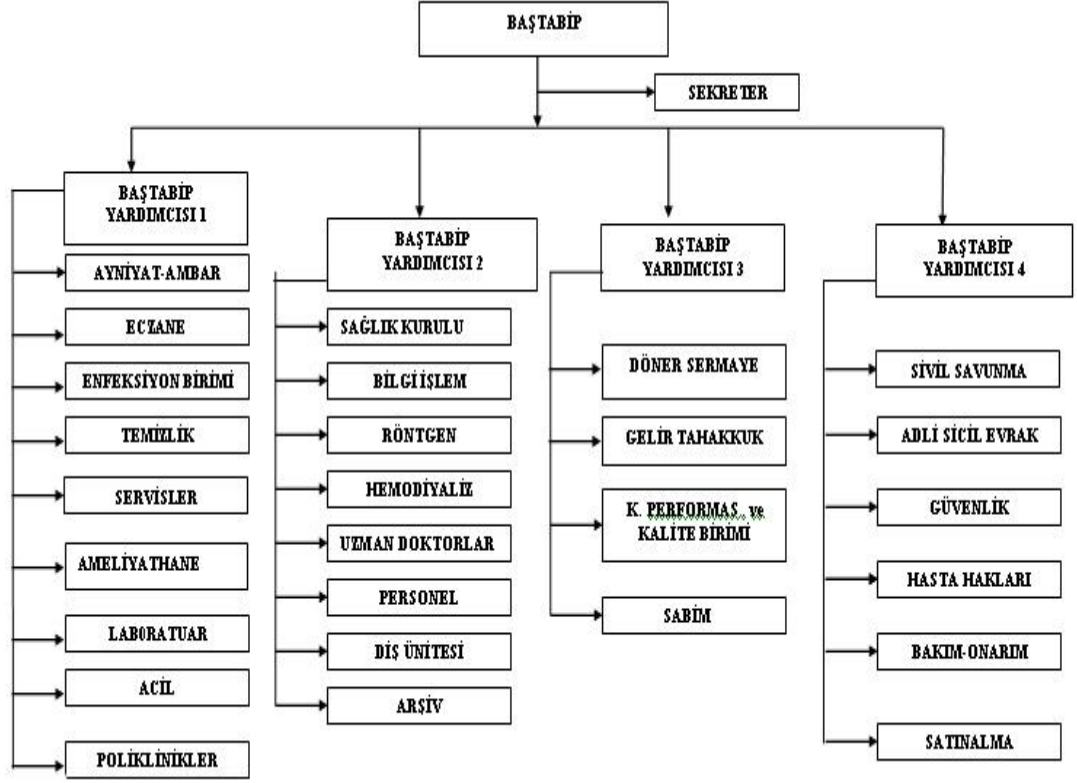 BAŞTABİP
SEKRETER
BAŞTABİP
YARDIMCISI 1
AYNİYAT-AMBAR
ECZANE
ENFEKSİYON BİRİMİ
TEMİZLİK
SERVİSLER
AMELİYATHANE
LAB0RATUAR
ACİL
POLİKLİNİKLER
BAŞTABİP
YARDIMCISI 2
SAĞLIK KURULU
BİLGİ İŞLEM
RÖNTGEN
HEMODİYALİZ
UZMAN DOKTORLAR
PERSONEL
DİŞ ÜNİTESİ
ARŞİV
BAŞTABİP
YARDIMCISI 3
DÖNER SERMAYE
GELİR TAHAKKUK
K. PERFORMAS . ve
KALİTE BİRİMİ
SABİM
BAŞTABİP
YARDIMCISI 4
SİVİL SAVUNMA
ADLİ SİCİL EVRAK
GÜVENLİK
HASTA HAKLARI
BAKIM-ONARIM
SATINALMA